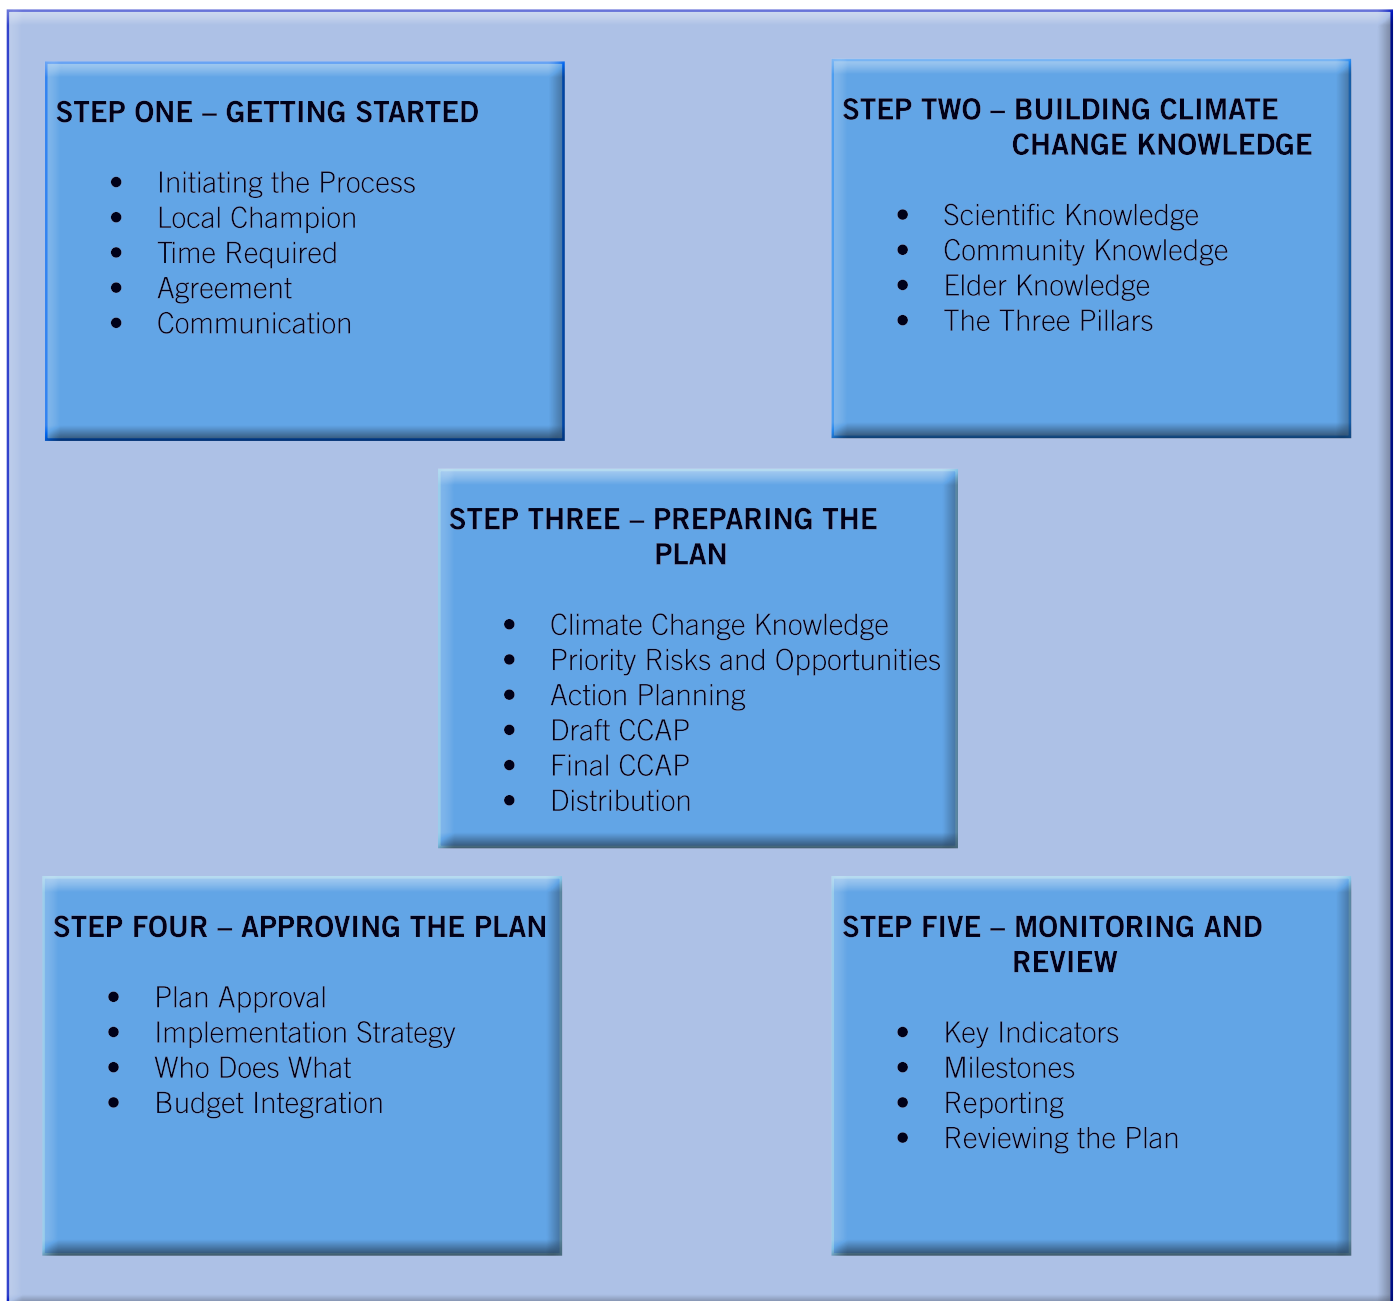 STEP ONE – GETTING STARTED
• Initiating the Process
• Local Champion
• Time Required
• Agreement
• Communication
STEP TWO – BUILDING CLIMATE
CHANGE KNOWLEDGE
• Scientific Knowledge
• Community Knowledge
• Elder Knowledge
• The Three Pillars
STEP THREE – PREPARING THE
PLAN
• Climate Change Knowledge
• Priority Risks and Opportunities
• Action Planning
• Draft CCAP
• Final CCAP
• Distribution
STEP FOUR – APPROVING THE PLAN
• Plan Approval
• Implementation Strategy
• Who Does What
• Budget Integration
STEP FIVE – MONITORING AND
REVIEW
• Key Indicators
• Milestones
• Reporting
• Reviewing the Plan